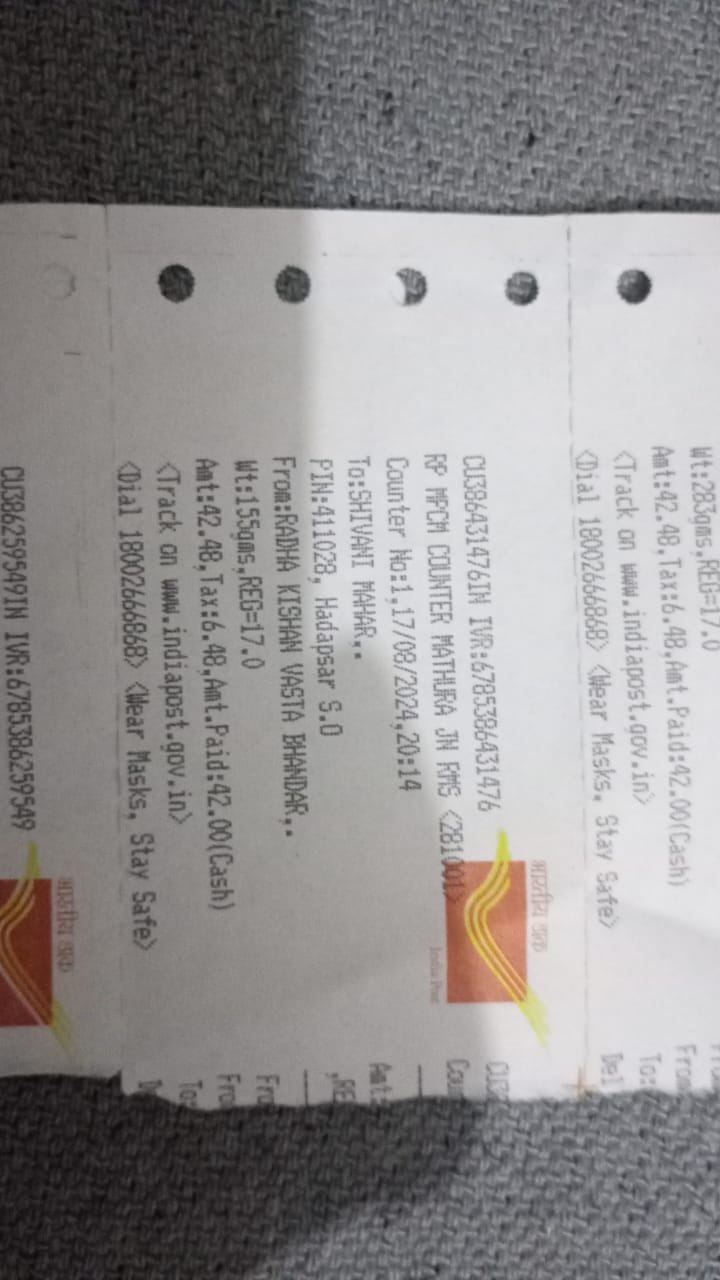 Wt:283gms,REG=17.0
Amt:42.48,Tax:6.48,Amt.Paid:42.00(Cash)
<Track on www.indiapost.gov.in>
<Dial 18002666868> <Wear Masks, Stay Safe>
From
To:
Del
भारतीय डाक
India Post
CU386431476IN IVR:6785386431476
RP MPCM COUNTER MATHURA JN RMS <281001>
Counter No:1,17/08/2024,20:14
To:SHIVANI MAHAR,.
PIN:411028, Hadapsar S.O
From:RADHA KISHAN VASTA BHANDAR,.
Wt:155gms,REG=17.0
Amt:42.48,Tax:6.48,Amt.Paid:42.00(Cash)
<Track on www.indiapost.gov.in>
<Dial 18002666868> <Wear Masks, Stay Safe>
CU3
Cou
Amt:
,RE
Fro
Fro
To:
भारतीय डाक
CU386259549IN IVR:6785386259549